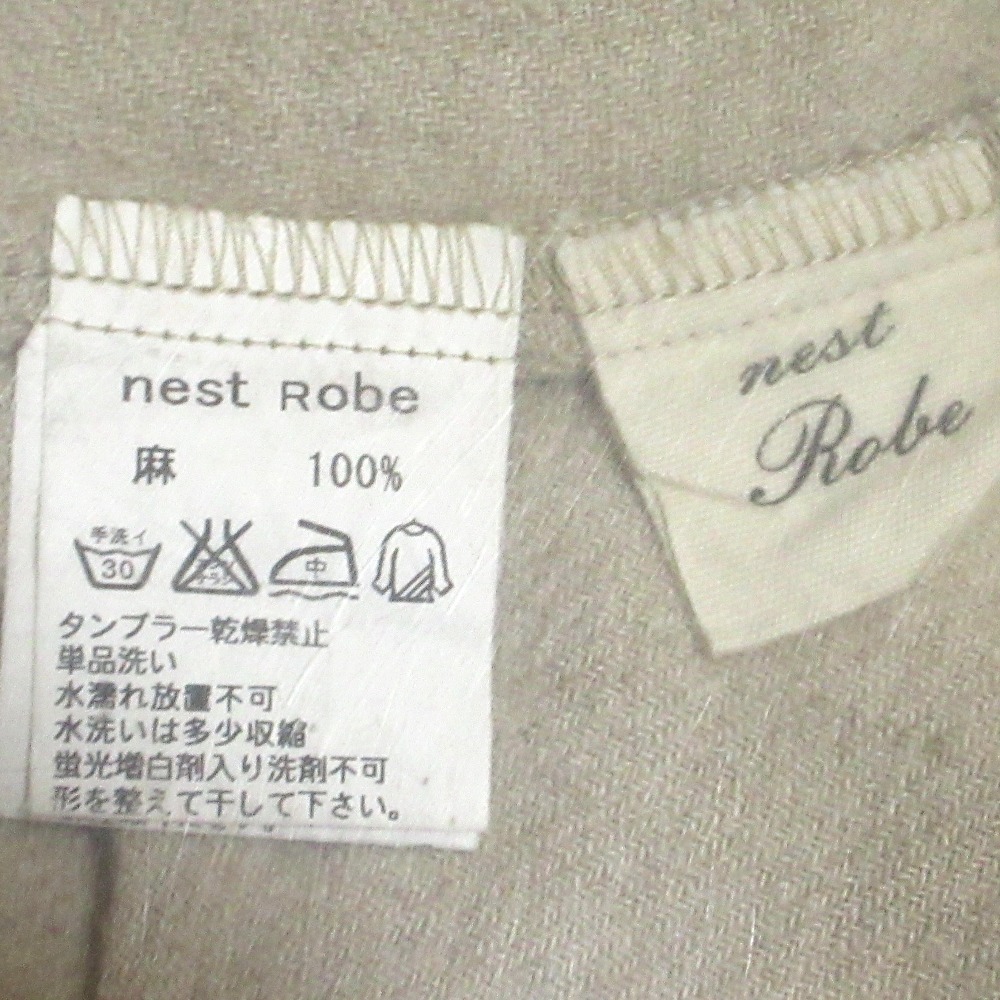 nest Robe
麻 100%
手洗イ
30
中
タンブラー乾燥禁止
単品洗い
水濡れ放置不可
水洗いは多少収縮
蛍光増白剤入り洗剤不可
形を整えて干して下さい。
nest
Robe